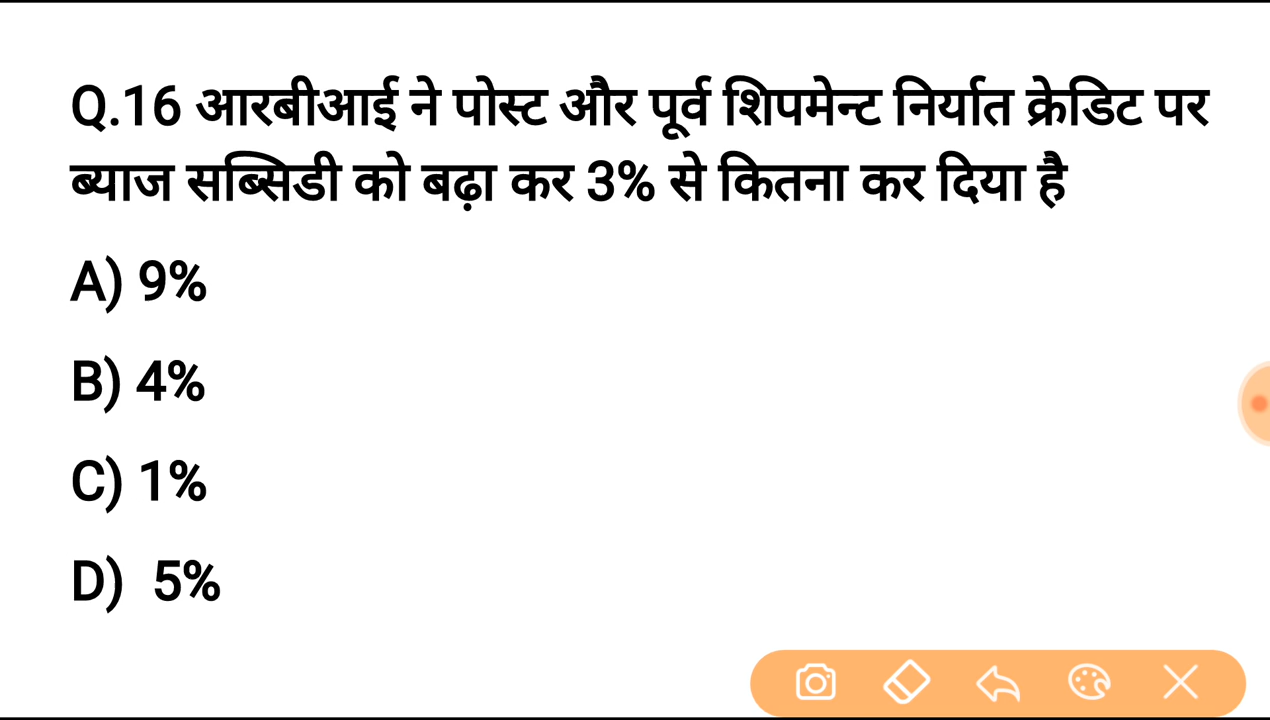 Q.16 आरबीआई ने पोस्ट और पूर्व शिपमेन्ट निर्यात क्रेडिट पर
ब्याज सब्सिडी को बढ़ा कर 3% से कितना कर दिया है
A) 9%
B) 4%
C) 1%
D) 5%